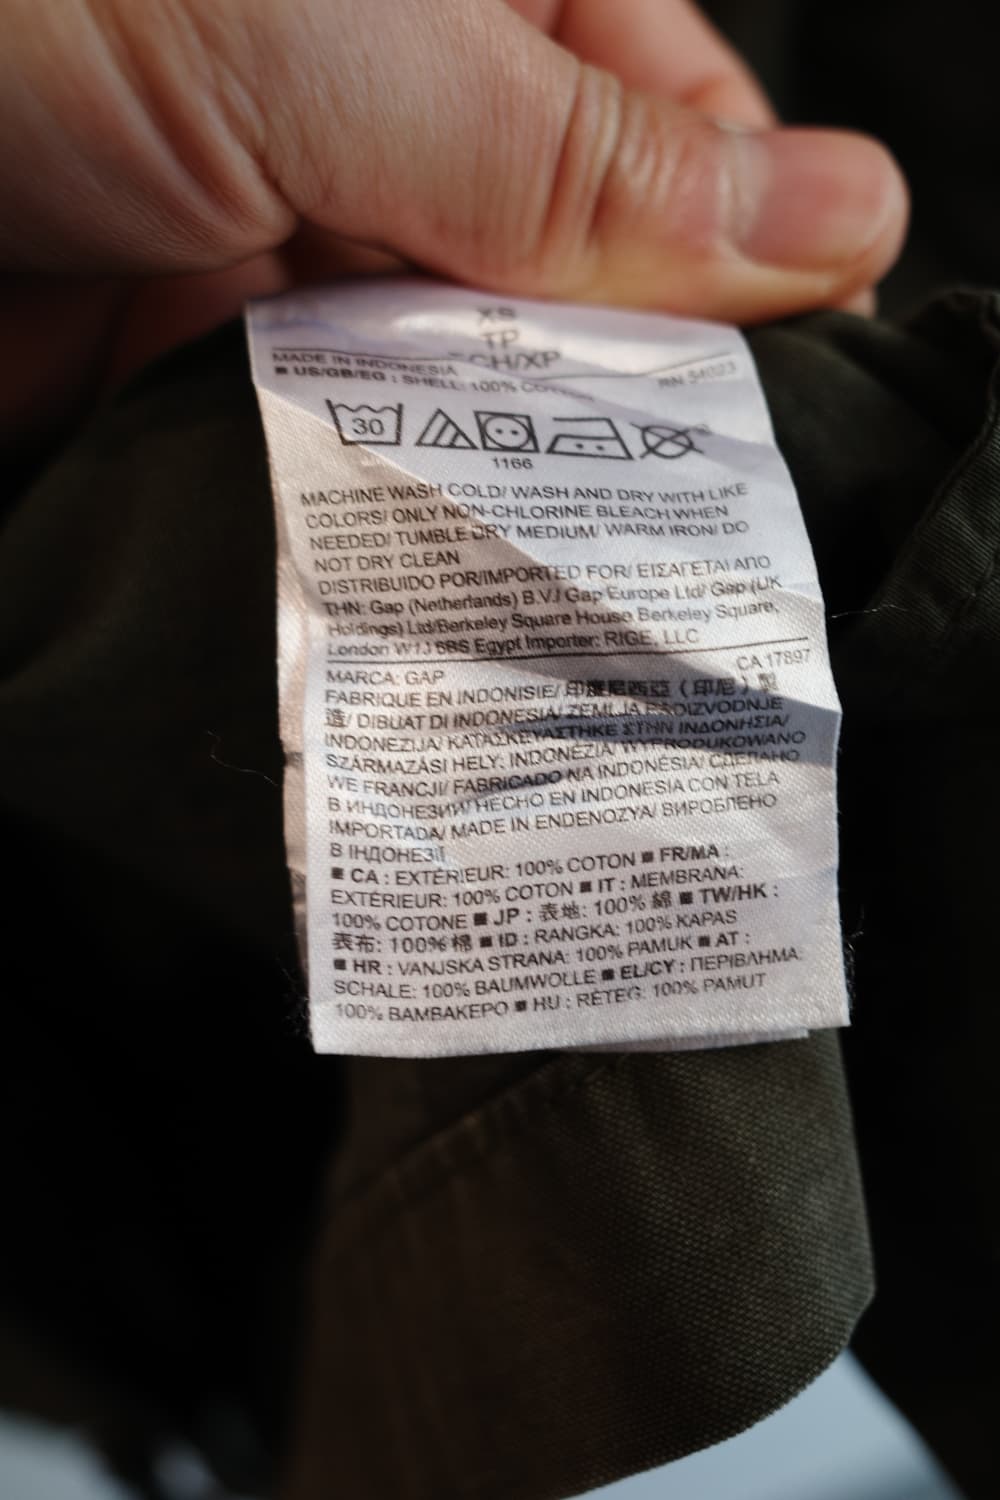 XS
TP
CH/XP
MADE IN INDONESIA RN 54023
■ US/GB/EG : SHELL: 100% COTTON
30
1166
MACHINE WASH COLD/ WASH AND DRY WITH LIKE
COLORS/ ONLY NON-CHLORINE BLEACH WHEN
NEEDED/ TUMBLE DRY MEDIUM/ WARM IRON/ DO
NOT DRY CLEAN
DISTRIBUIDO POR/IMPORTED FOR/ ΕΙΣΑΓΕΤΑΙ ΑΠΟ
ΤΗΝ: Gap (Netherlands) B.V./ Gap Europe Ltd/ Gap (UK
Holdings) Ltd/Berkeley Square House Berkeley Square,
London W1J 6BS Egypt Importer: RIGE, LLC
CA 17897
MARCA: GAP
FABRIQUE EN INDONISIE/ 印度尼西亞 ( 印尼 ) 製
造/ DIBUAT DI INDONESIA/ ZEMLJA PROIZVODNJE
INDONEZIJA/ ΚΑΤΑΣΚΕΥΑΣΤΗΚΕ ΣΤΗΝ ΙΝΔΟΝΗΣΙΑ/
SZÁRMAZÁSI HELY: INDONÉZIA/ WYPRODUKOWANO
WE FRANCJI/ FABRICADO NA INDONÉSIA/ СДЕЛАНО
В ИНДОНЕЗИИ/ HECHO EN INDONESIA CON TELA
IMPORTADA/ MADE IN ENDENOZYA/ ВИРОБЛЕНО
В ІНДОНЕЗІЇ
■ CA : EXTÉRIEUR: 100% COTON ■ FR/MA :
EXTÉRIEUR: 100% COTON ■ IT : MEMBRANA:
100% COTONE ■ JP : 表地: 100% 綿 ■ TW/HK :
表布: 100% 棉 ■ ID : RANGKA: 100% KAPAS
■ HR : VANJSKA STRANA: 100% PAMUK ■ AT :
SCHALE: 100% BAUMWOLLE ■ EL/CY : ΠΕΡΙΒΛΗΜΑ:
100% ΒΑΜΒΑΚΕΡΟ ■ HU : RÉTEG: 100% PAMUT